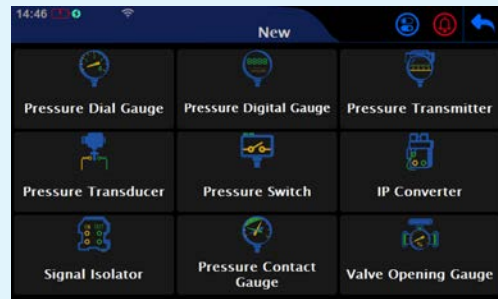 14:46
New
Pressure Dial Gauge
Pressure Digital Gauge
Pressure Transmitter
Pressure Transducer
Pressure Switch
IP Converter
Signal Isolator
Pressure Contact
Gauge
Valve Opening Gauge